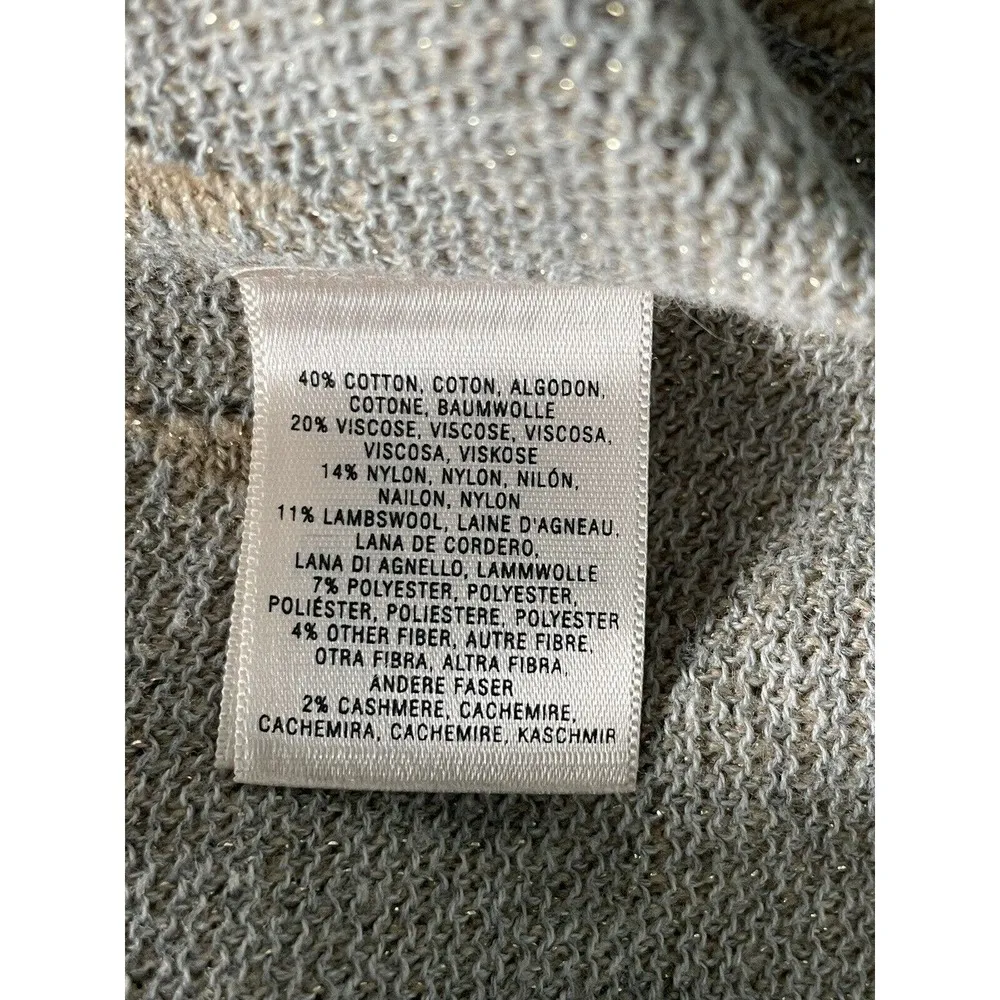 40% COTTON, COTON, ALGODON,
COTONE, BAUMWOLLE
20% VISCOSE, VISCOSE, VISCOSA,
VISCOSA, VISKOSE
14% NYLON, NYLON, NILÓN,
NAILON, NYLON
11% LAMBSWOOL, LAINE D'AGNEAU,
LANA DE CORDERO,
LANA DI AGNELLO, LAMMWOLLE
7% POLYESTER, POLYESTER,
POLIÉSTER, POLIESTERE, POLYESTER
4% OTHER FIBER, AUTRE FIBRE,
OTRA FIBRA, ALTRA FIBRA,
ANDERE FASER
2% CASHMERE, CACHEMIRE,
CACHEMIRA, CACHEMIRE, KASCHMIR